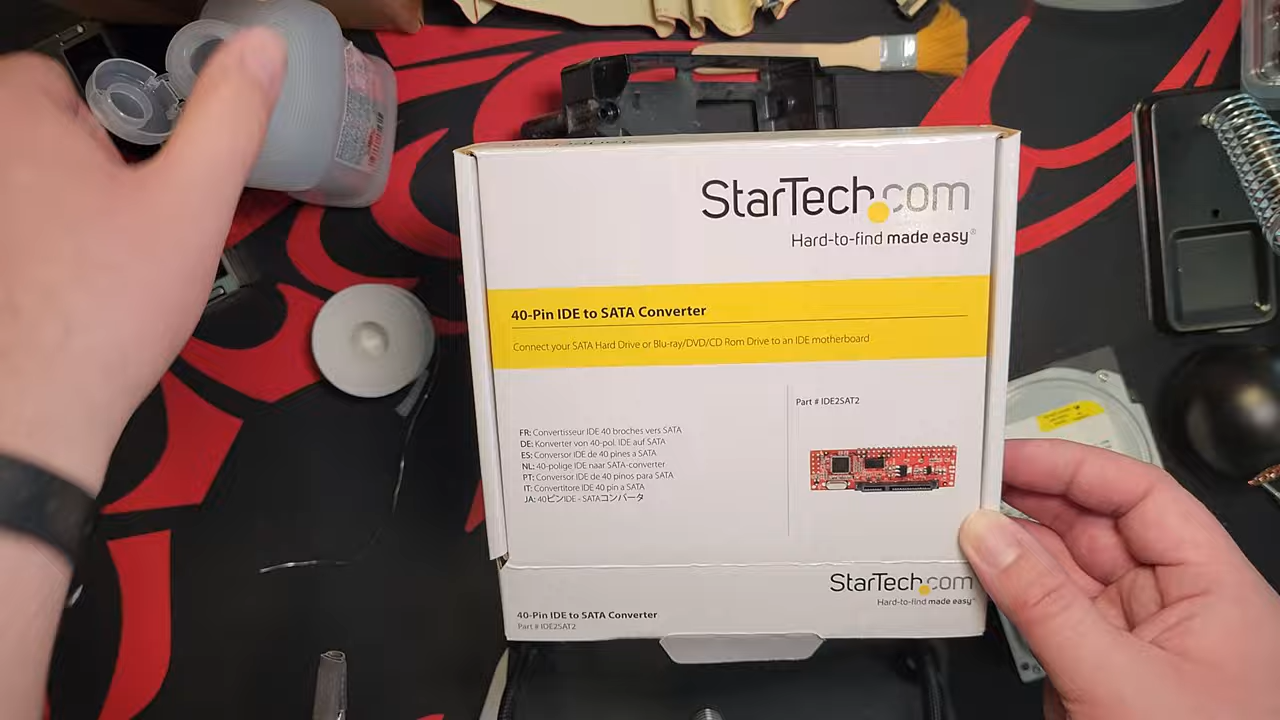 StarTech.com
Hard-to-find made easy®
40-Pin IDE to SATA Converter
Connect your SATA Hard Drive or Blu-ray/DVD/CD Rom Drive to an IDE motherboard
Part # IDE2SAT2
FR: Convertisseur IDE 40 broches vers SATA
DE: Konverter von 40-pol. IDE auf SATA
ES: Conversor IDE de 40 pines a SATA
NL: 40-polige IDE naar SATA-converter
PT: Conversor IDE de 40 pinos para SATA
IT: Convertitore IDE 40 pin a SATA
JA: 40ピンIDE - SATAコンバータ
StarTech.com
Hard-to-find made easy®
40-Pin IDE to SATA Converter
Part # IDE2SAT2